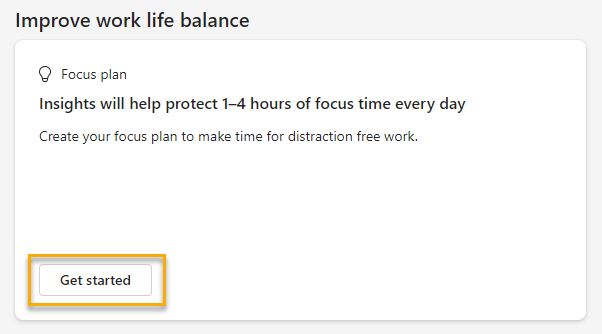 Improve work life balance
Focus plan
Insights will help protect 1–4 hours of focus time every day
Create your focus plan to make time for distraction free work.
Get started